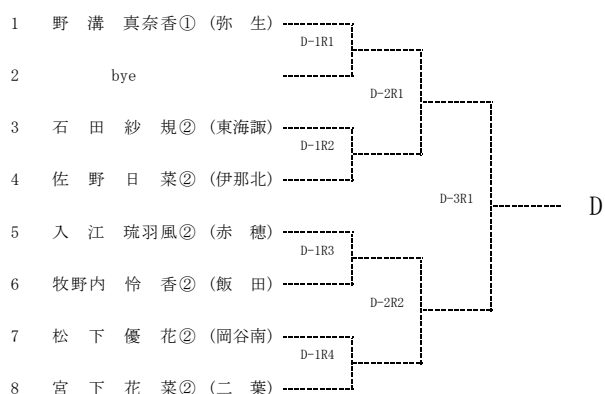 1 野 溝 真奈香① (弥 生)
D-1R1
2 bye
D-2R1
3 石 田 紗 規② (東海諏)
D-1R2
4 佐 野 日 菜② (伊那北)
D-3R1
D
5 入 江 琉羽風② (赤 穂)
D-1R3
6 牧野内 怜 香② (飯 田)
D-2R2
7 松 下 優 花② (岡谷南)
D-1R4
8 宮 下 花 菜② (二 葉)